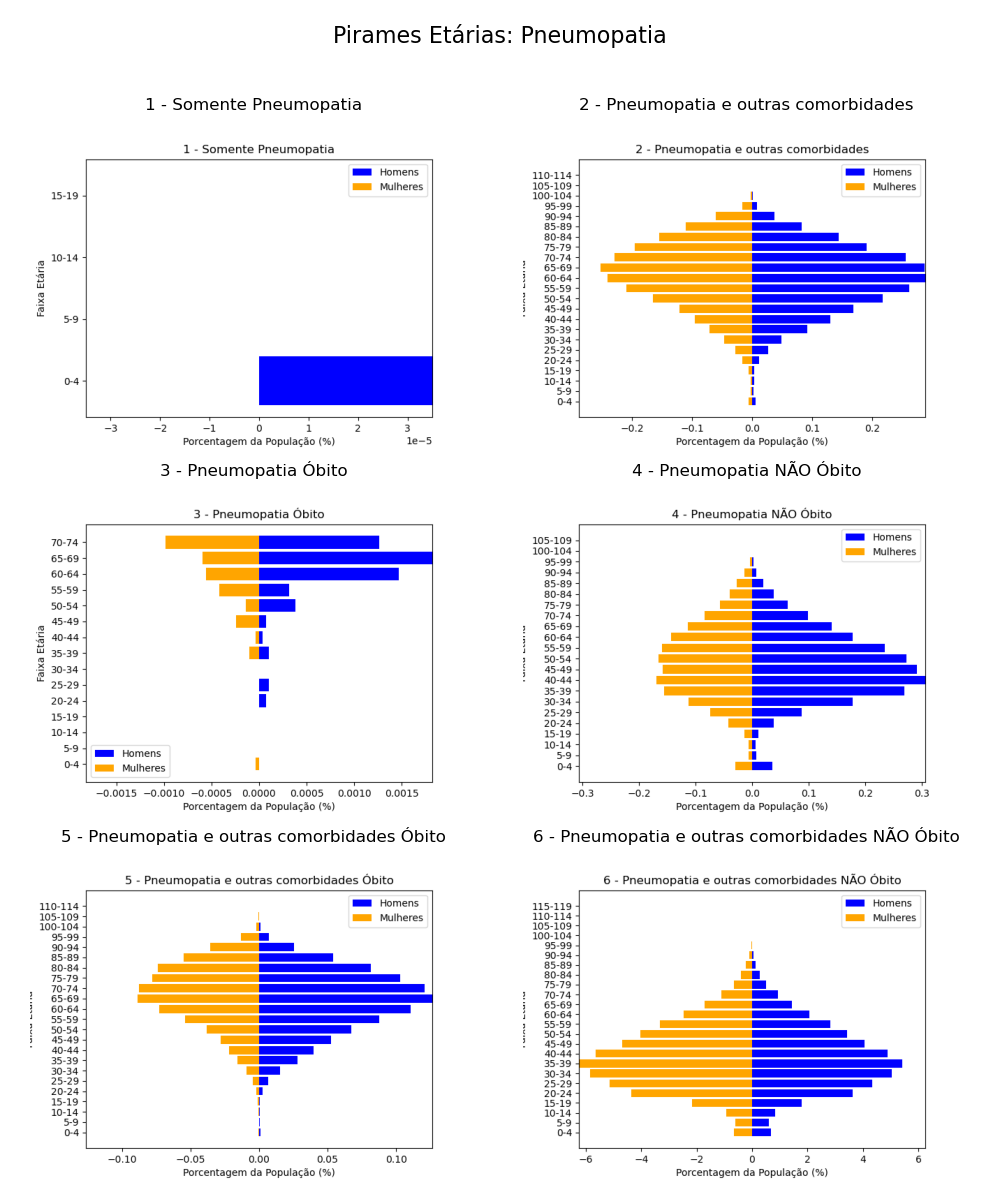 Pirames Etárias: Pneumopatia
1 - Somente Pneumopatia
1 - Somente Pneumopatia
Homens
Mulheres
15-19
10-14
5-9
0-4
Faixa Etária
−3 −2 −1 0 1 2 3
1e−5
Porcentagem da População (%)
2 - Pneumopatia e outras comorbidades
2 - Pneumopatia e outras comorbidades
Homens
Mulheres
110-114
105-109
100-104
95-99
90-94
85-89
80-84
75-79
70-74
65-69
60-64
55-59
50-54
45-49
40-44
35-39
30-34
25-29
20-24
15-19
10-14
5-9
0-4
−0.2 −0.1 0.0 0.1 0.2
Porcentagem da População (%)
3 - Pneumopatia Óbito
3 - Pneumopatia Óbito
70-74
65-69
60-64
55-59
50-54
45-49
40-44
35-39
30-34
25-29
20-24
15-19
10-14
5-9
0-4
Faixa Etária
Homens
Mulheres
−0.0015 −0.0010 −0.0005 0.0000 0.0005 0.0010 0.0015
Porcentagem da População (%)
4 - Pneumopatia NÃO Óbito
4 - Pneumopatia NÃO Óbito
Homens
Mulheres
105-109
100-104
95-99
90-94
85-89
80-84
75-79
70-74
65-69
60-64
55-59
50-54
45-49
40-44
35-39
30-34
25-29
20-24
15-19
10-14
5-9
0-4
−0.3 −0.2 −0.1 0.0 0.1 0.2 0.3
Porcentagem da População (%)
5 - Pneumopatia e outras comorbidades Óbito
5 - Pneumopatia e outras comorbidades Óbito
Homens
Mulheres
110-114
105-109
100-104
95-99
90-94
85-89
80-84
75-79
70-74
65-69
60-64
55-59
50-54
45-49
40-44
35-39
30-34
25-29
20-24
15-19
10-14
5-9
0-4
−0.10 −0.05 0.00 0.05 0.10
Porcentagem da População (%)
6 - Pneumopatia e outras comorbidades NÃO Óbito
6 - Pneumopatia e outras comorbidades NÃO Óbito
Homens
Mulheres
115-119
110-114
105-109
100-104
95-99
90-94
85-89
80-84
75-79
70-74
65-69
60-64
55-59
50-54
45-49
40-44
35-39
30-34
25-29
20-24
15-19
10-14
5-9
0-4
−6 −4 −2 0 2 4 6
Porcentagem da População (%)